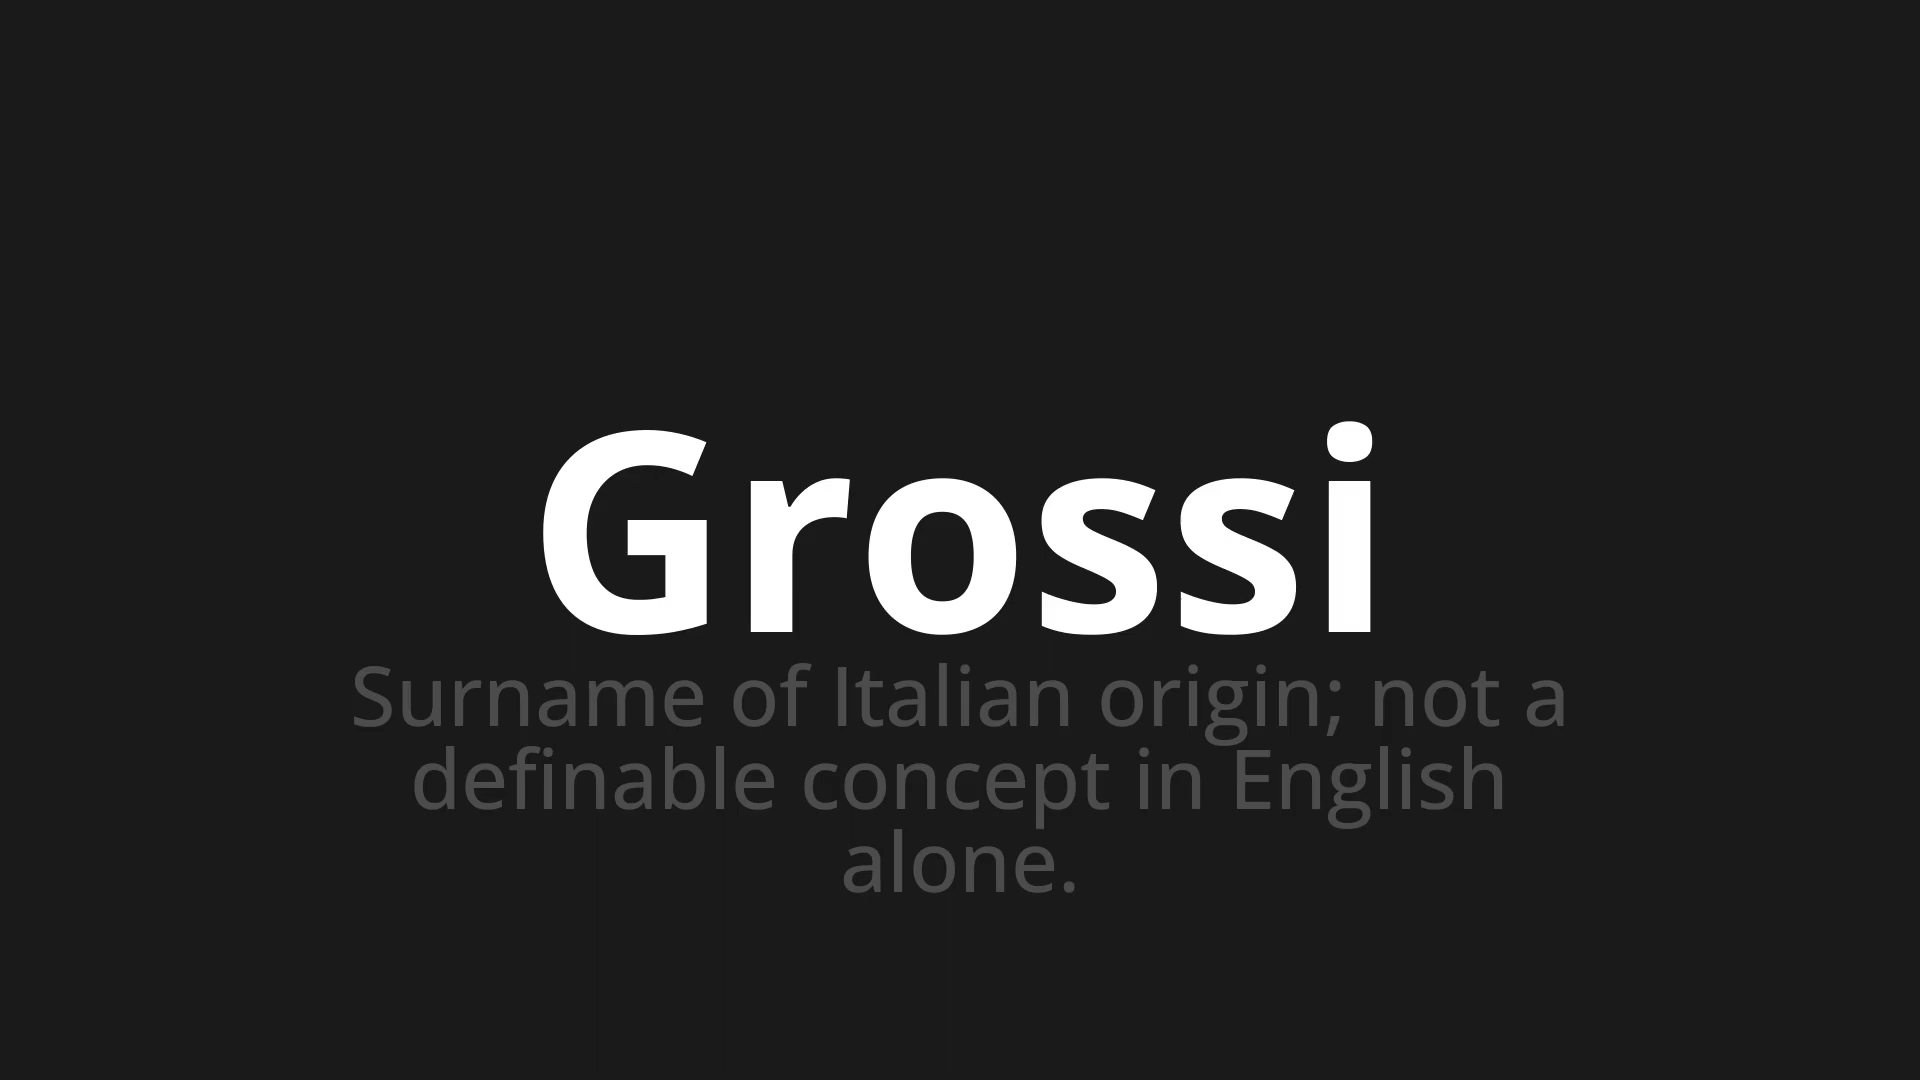 Grossi
Surname of Italian origin; not a
definable concept in English
alone.